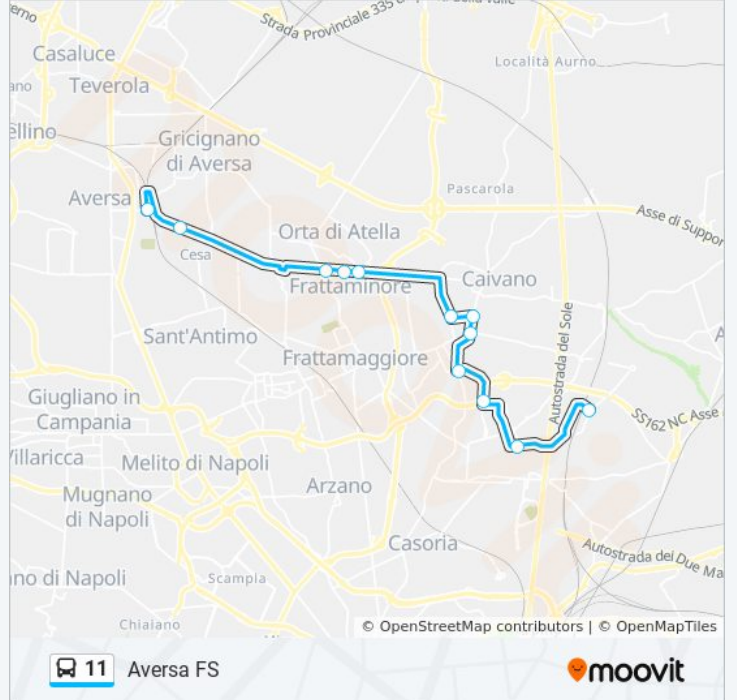 Strada Provinciale 335
Casaluce
Località Aurno
Teverola
Gricignano
di Aversa
Pascarola
Aversa
Asse di Suppor
Orta di Atella
Cesa
Caivano
Frattaminore
Autostrada del Sole
Sant'Antimo
Frattamaggiore
Giugliano in
Campania
SS162 NC Asse
Villaricca
Melito di Napoli
Arzano
Mugnano
di Napoli
Casoria
Autostrada dei Due Ma
no di Napoli
Scampia
Chiaiano
© OpenStreetMap contributors | © OpenMapTiles
11 Aversa FS
moovit